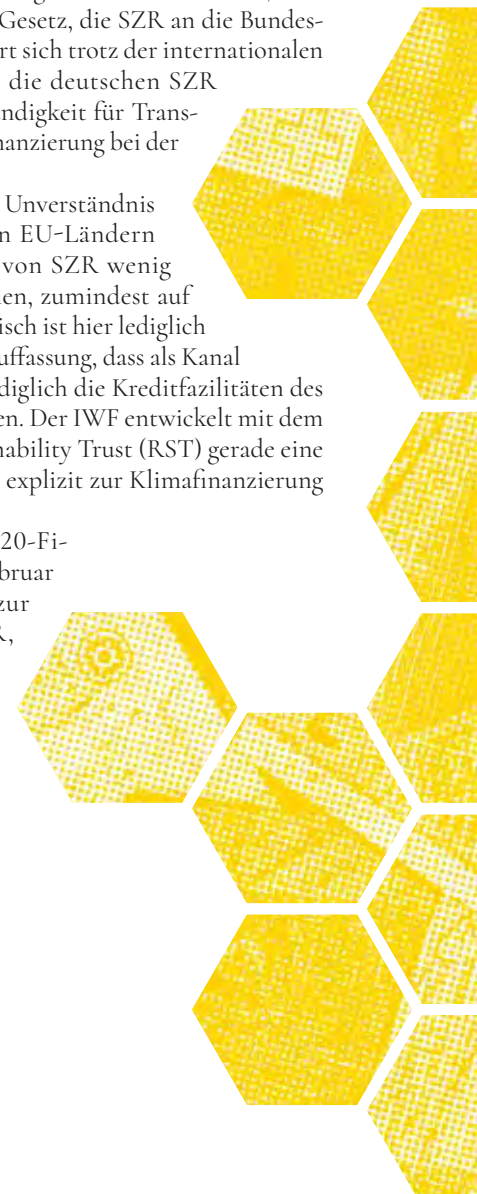 Gesetz, die SZR an die Bundes-
rt sich trotz der internationalen
die deutschen SZR
ndigkeit für Trans-
nanzierung bei der
Unverständnis
n EU-Ländern
von SZR wenig
en, zumindest auf
isch ist hier lediglich
uffassung, dass als Kanal
diglich die Kreditfazilitäten des
en. Der IWF entwickelt mit dem
nability Trust (RST) gerade eine
explizit zur Klimafinanzierung
20-Fi-
bruar
zur
R,